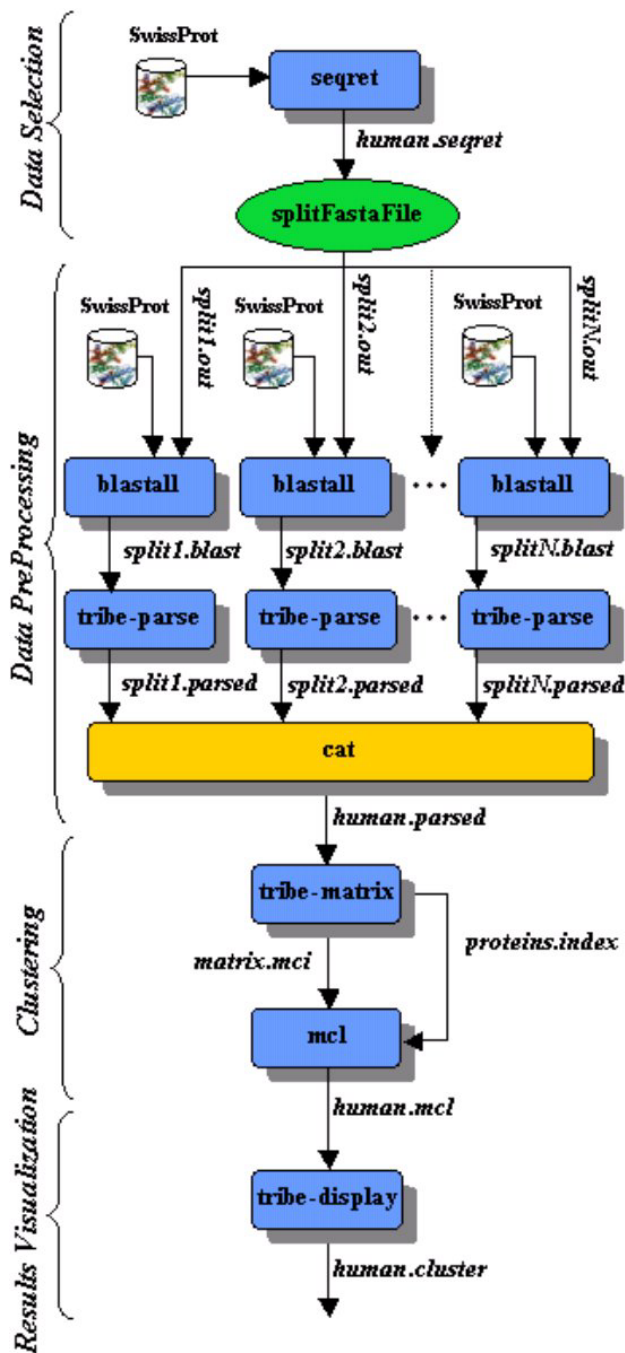 Data Selection
SwissProt
seqret
human.seqret
splitFastaFile
Data PreProcessing
SwissProt
split1.out
SwissProt
split2.out
SwissProt
splitN.out
blastall
blastall
...
blastall
split1.blast
split2.blast
splitN.blast
tribe-parse
tribe-parse
...
tribe-parse
split1.parsed
split2.parsed
splitN.parsed
cat
human.parsed
Clustering
tribe-matrix
matrix.mci
proteins.index
mcl
human.mcl
Results Visualization
tribe-display
human.cluster